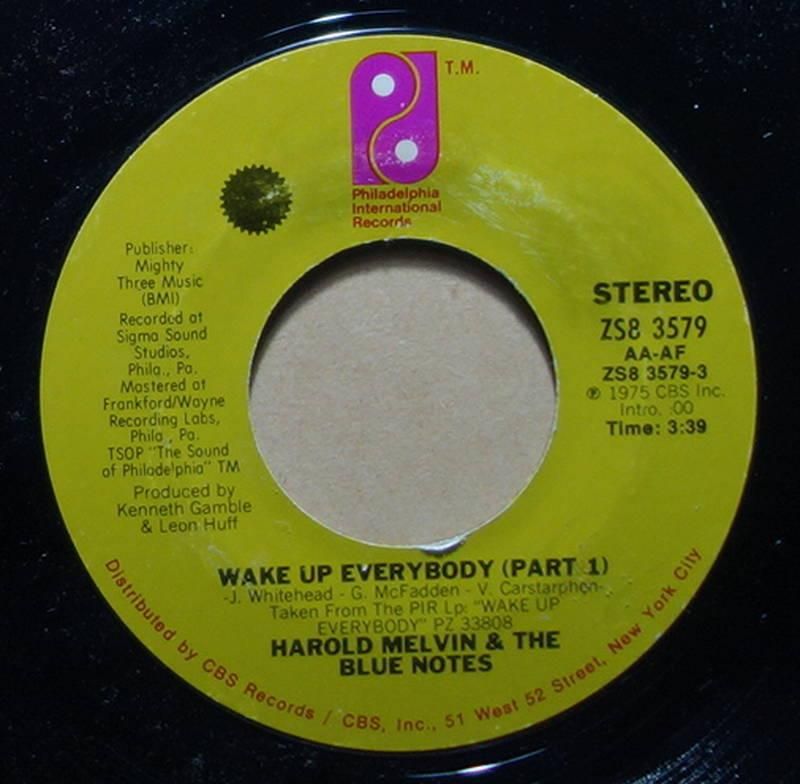 T.M.
Philadelphia
International
Records
Publisher:
Mighty
Three Music
(BMI)
Recorded at
Sigma Sound
Studios,
Phila., Pa.
Mastered at
Frankford/Wayne
Recording Labs,
Phila., Pa.
TSOP "The Sound
of Philadelphia" TM
Produced by
Kenneth Gamble
& Leon Huff
STEREO
ZS8 3579
AA-AF
ZS8 3579-3
℗ 1975 CBS Inc.
Intro. :00
Time: 3:39
WAKE UP EVERYBODY (PART 1)
-J. Whitehead - G. McFadden - V. Carstarphen-
Taken From The PIR Lp: "WAKE UP
EVERYBODY" PZ 33808
HAROLD MELVIN & THE
BLUE NOTES
Distributed by CBS Records / CBS, Inc., 51 West 52 Street, New York City